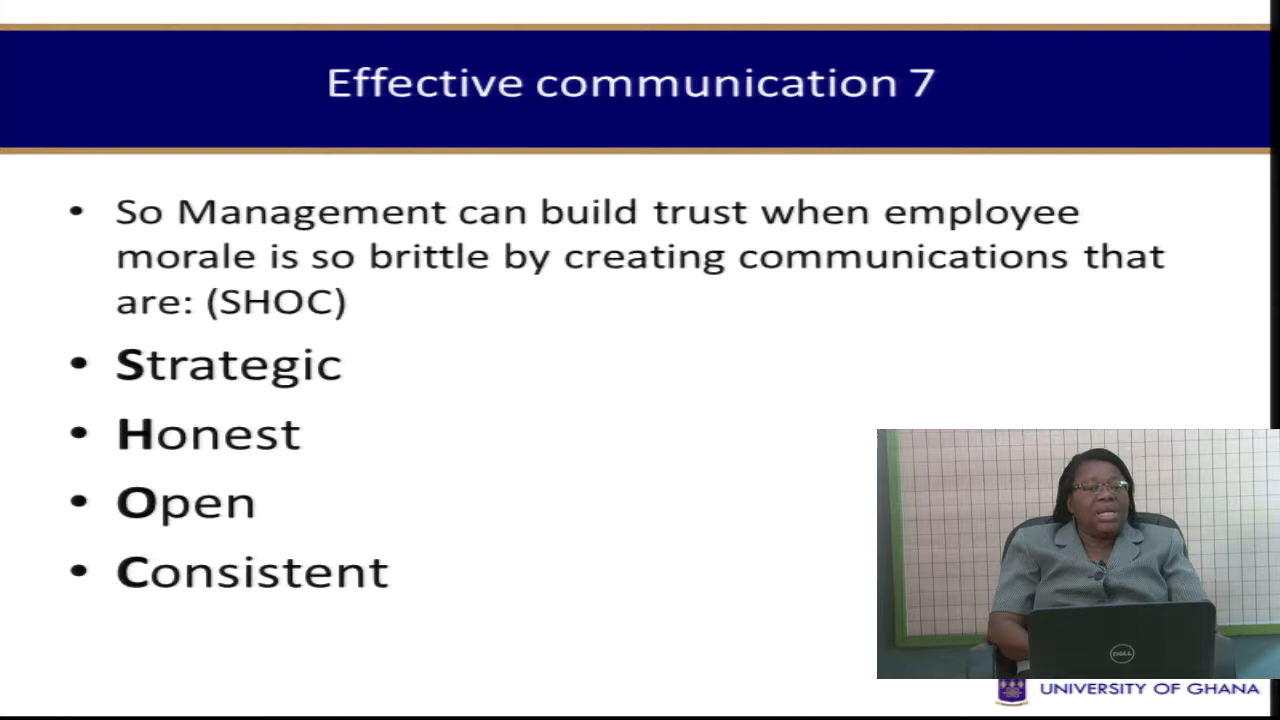 Effective communication 7
• So Management can build trust when employee
morale is so brittle by creating communications that
are: (SHOC)
• Strategic
• Honest
• Open
• Consistent
DELL
UNIVERSITY OF GHANA